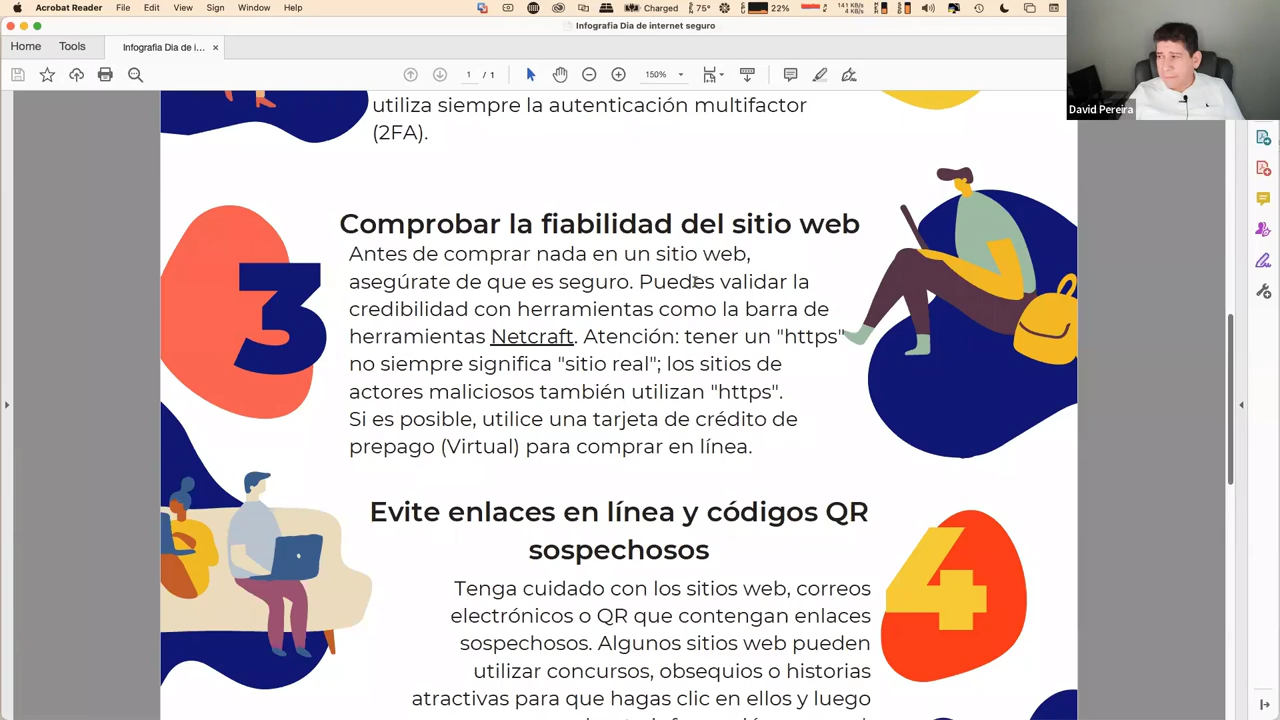 Acrobat Reader File Edit View Sign Window Help Charged 75° 22% 141 KB/s 4 KB/s
Infografia Dia de internet seguro
Home Tools Infografia Dia de i... ×
1 / 1 150%
David Pereira
utiliza siempre la autenticación multifactor
(2FA).
3
Comprobar la fiabilidad del sitio web
Antes de comprar nada en un sitio web,
asegúrate de que es seguro. Puedes validar la
credibilidad con herramientas como la barra de
herramientas Netcraft. Atención: tener un "https"
no siempre significa "sitio real"; los sitios de
actores maliciosos también utilizan "https".
Si es posible, utilice una tarjeta de crédito de
prepago (Virtual) para comprar en línea.
Evite enlaces en línea y códigos QR
sospechosos
4
Tenga cuidado con los sitios web, correos
electrónicos o QR que contengan enlaces
sospechosos. Algunos sitios web pueden
utilizar concursos, obsequios o historias
atractivas para que hagas clic en ellos y luego